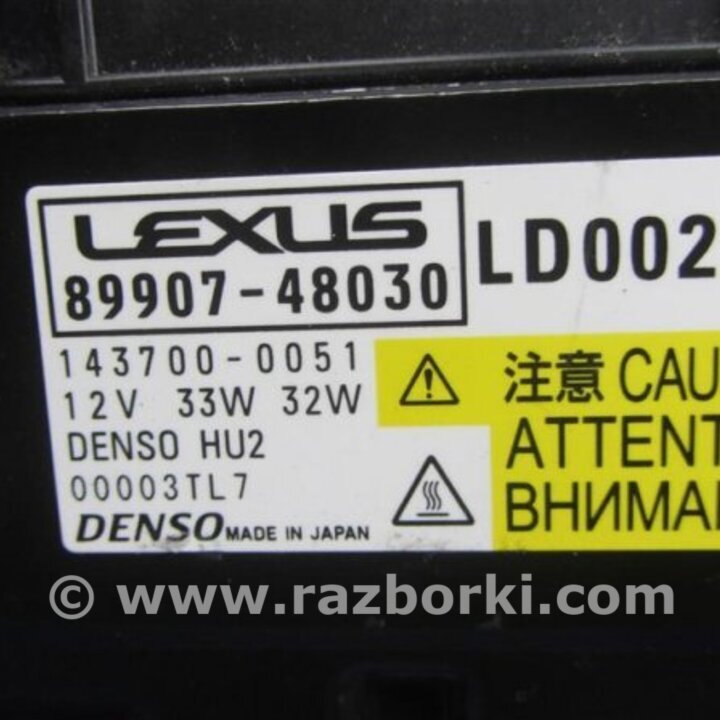 LEXUS
89907-48030
LD002
143700-0051
12V 33W 32W
DENSO HU2
00003TL7
DENSO MADE IN JAPAN
注意 CAU
ATTENT
ВНИМА
© www.razborki.com